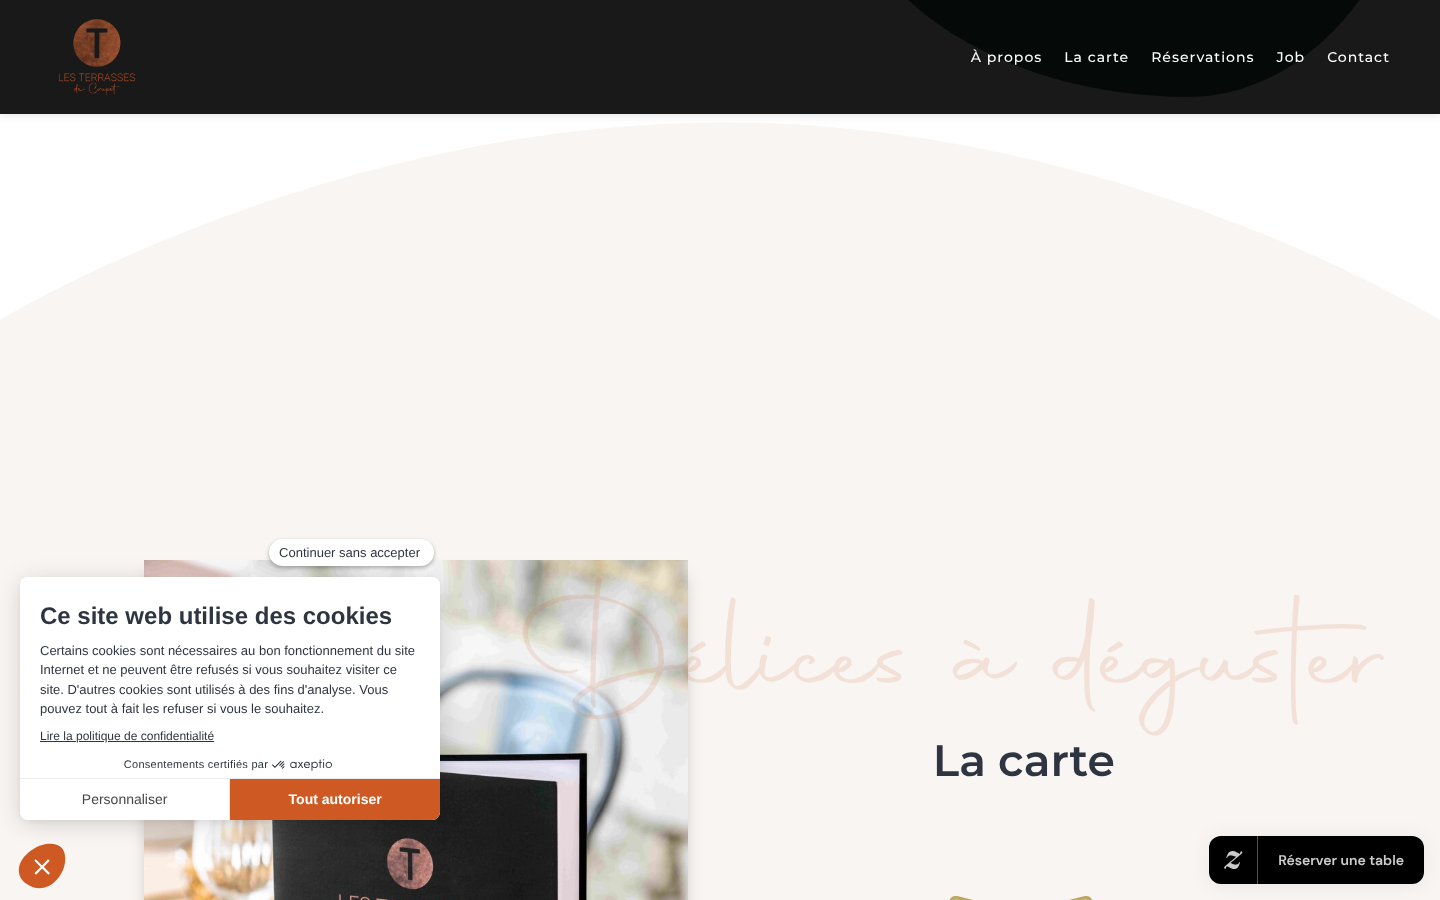 T
LES TERRASSES
de Crupet
À propos
La carte
Réservations
Job
Contact
Continuer sans accepter
Ce site web utilise des cookies
Certains cookies sont nécessaires au bon fonctionnement du site
Internet et ne peuvent être refusés si vous souhaitez visiter ce
site. D'autres cookies sont utilisés à des fins d'analyse. Vous
pouvez tout à fait les refuser si vous le souhaitez.
Lire la politique de confidentialité
Consentements certifiés par axeptio
Personnaliser
Tout autoriser
Délices à déguster
La carte
T
Réserver une table